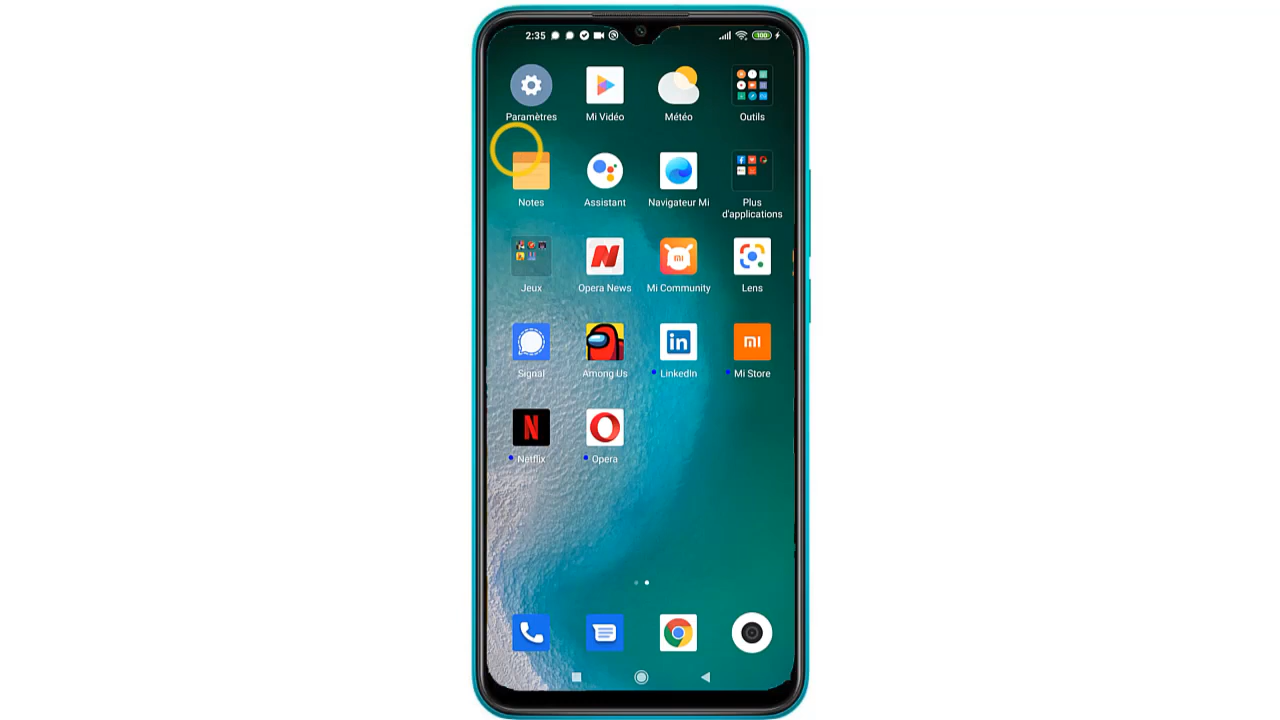 2:35
100
Paramètres
Mi Vidéo
Météo
Outils
Notes
Assistant
Navigateur Mi
Plus
d'applications
Jeux
Opera News
Mi Community
Lens
Signal
Among Us
LinkedIn
Mi Store
Netflix
Opera